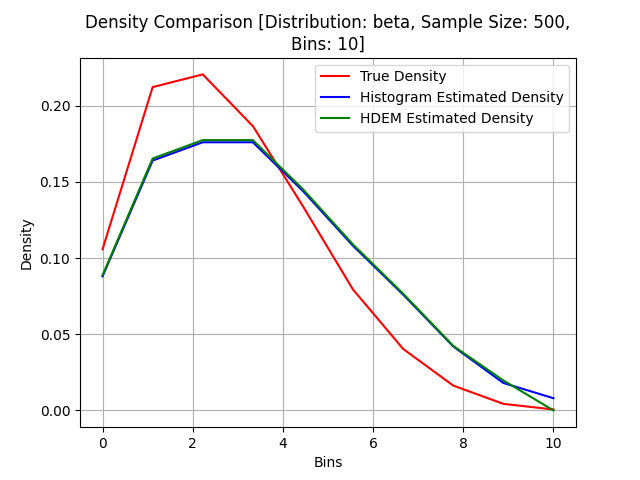 Density Comparison [Distribution: beta, Sample Size: 500,
Bins: 10]
True Density
Histogram Estimated Density
HDEM Estimated Density
Density
0.20
0.15
0.10
0.05
0.00
0 2 4 6 8 10
Bins